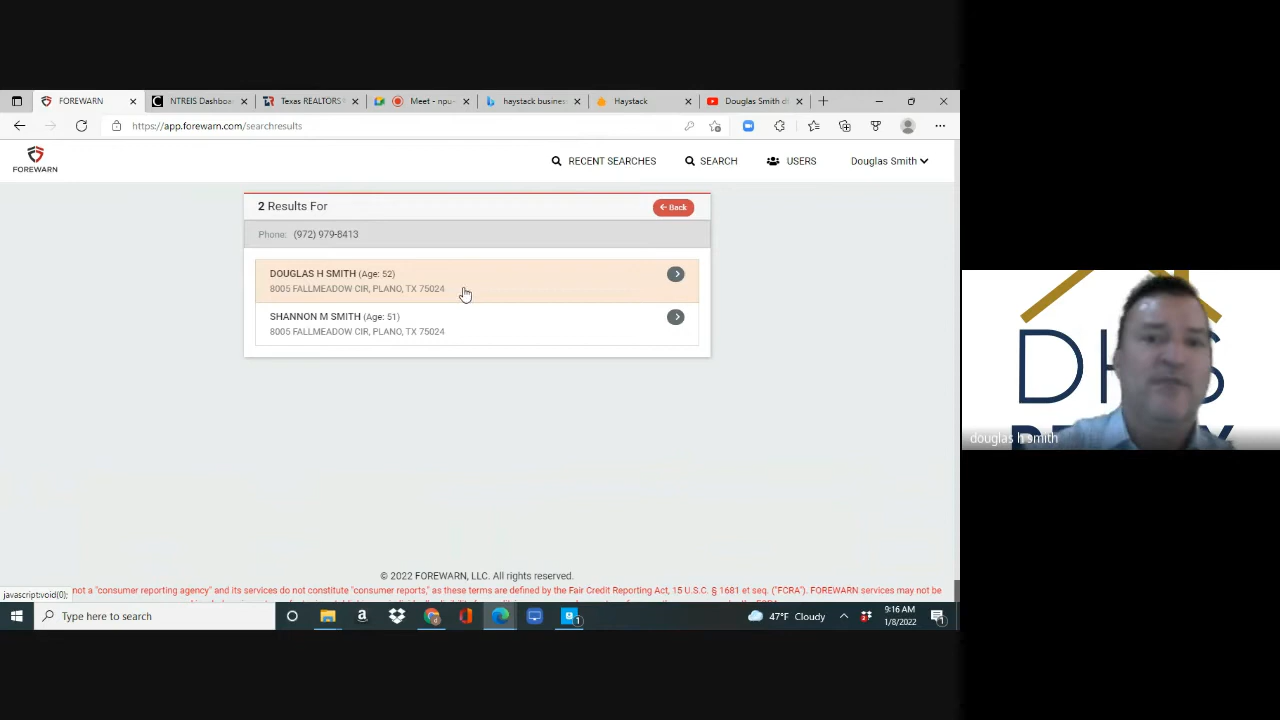 FOREWARN
NTREIS Dashboa
Texas REALTORS
Meet - npu-
haystack busines
Haystack
Douglas Smith d
https://app.forewarn.com/searchresults
FOREWARN
RECENT SEARCHES
SEARCH
USERS
Douglas Smith
2 Results For
Back
Phone: (972) 979-8413
DOUGLAS H SMITH (Age: 52)
8005 FALLMEADOW CIR, PLANO, TX 75024
SHANNON M SMITH (Age: 51)
8005 FALLMEADOW CIR, PLANO, TX 75024
DHS
douglas h smith
© 2022 FOREWARN, LLC. All rights reserved.
javascript:void(0);
not a "consumer reporting agency" and its services do not constitute "consumer reports," as these terms are defined by the Fair Credit Reporting Act, 15 U.S.C. § 1681 et seq. ("FCRA"). FOREWARN services may not be
Type here to search
47°F Cloudy
9:16 AM
1/8/2022